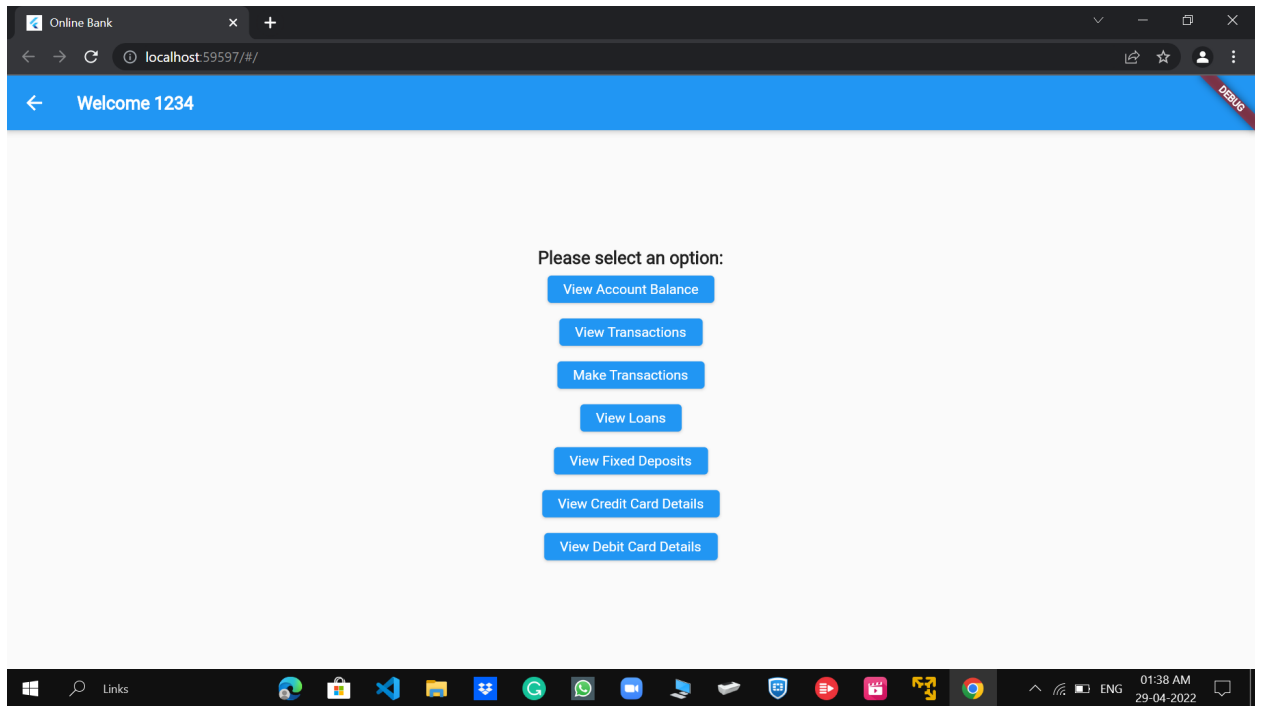 Online Bank
localhost:59597/#/
Welcome 1234
DEBUG
Please select an option:
View Account Balance
View Transactions
Make Transactions
View Loans
View Fixed Deposits
View Credit Card Details
View Debit Card Details
Links
ENG
01:38 AM
29-04-2022